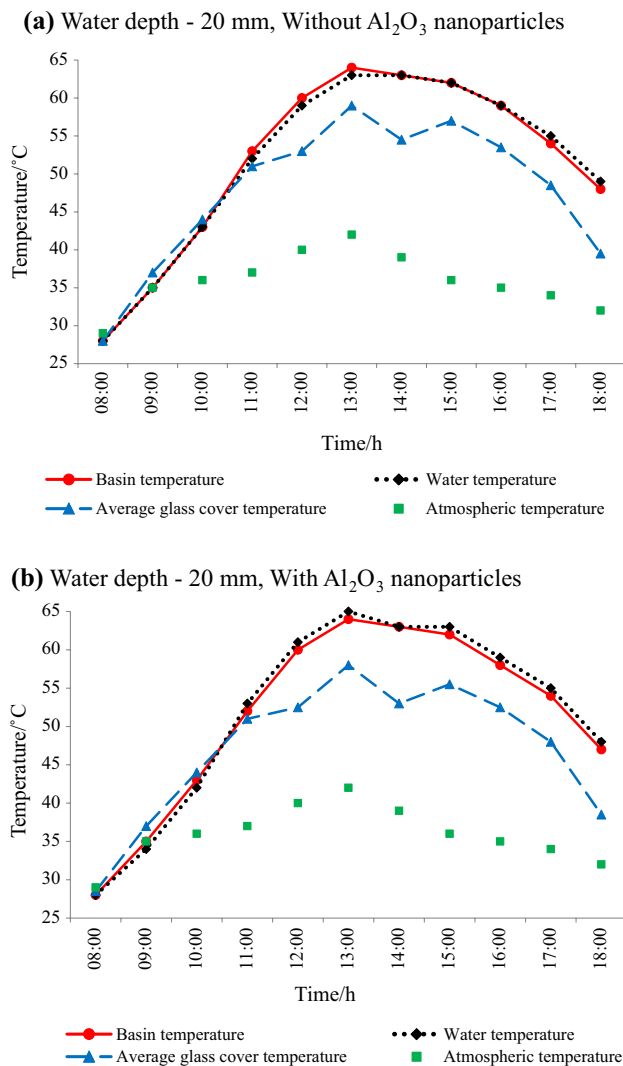 (a) Water depth - 20 mm, Without Al₂O₃ nanoparticles
65
60
55
50
45
40
35
30
25
Temperature/°C
08:00
09:00
10:00
11:00
12:00
13:00
14:00
15:00
16:00
17:00
18:00
Time/h
Basin temperature
Water temperature
Average glass cover temperature
Atmospheric temperature
(b) Water depth - 20 mm, With Al₂O₃ nanoparticles
65
60
55
50
45
40
35
30
25
Temperature/°C
08:00
09:00
10:00
11:00
12:00
13:00
14:00
15:00
16:00
17:00
18:00
Time/h
Basin temperature
Water temperature
Average glass cover temperature
Atmospheric temperature